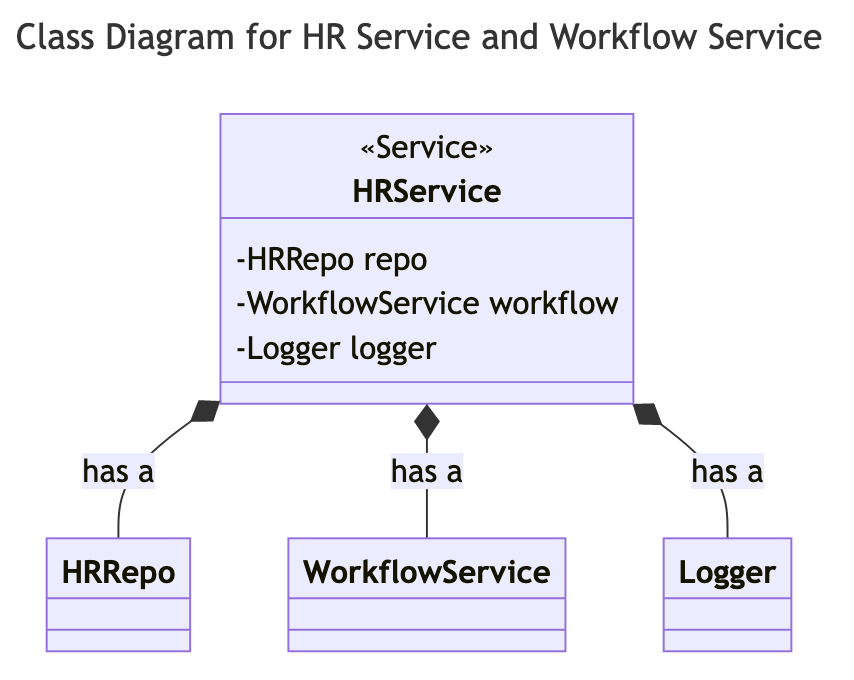 Class Diagram for HR Service and Workflow Service
«Service»
HRService
-HRRepo repo
-WorkflowService workflow
-Logger logger
has a
has a
has a
HRRepo
WorkflowService
Logger